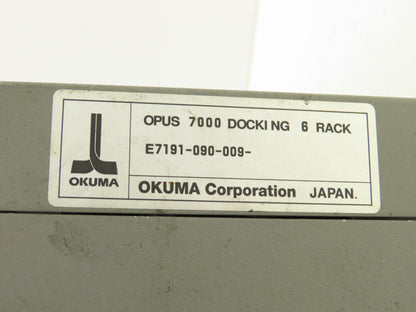 OPUS 7000 DOCKING 6 RACK
E7191-090-009-
OKUMA
OKUMA Corporation JAPAN.